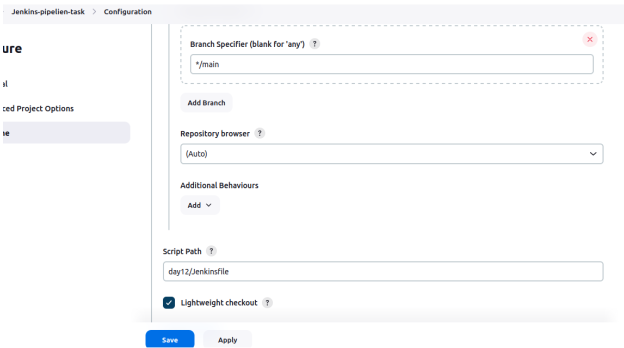 Jenkins-pipelien-task > Configuration
ure
al
ced Project Options
ne
Branch Specifier (blank for 'any') ?
*/main
Add Branch
Repository browser ?
(Auto)
Additional Behaviours
Add
Script Path ?
day12/Jenkinsfile
Lightweight checkout ?
Save
Apply